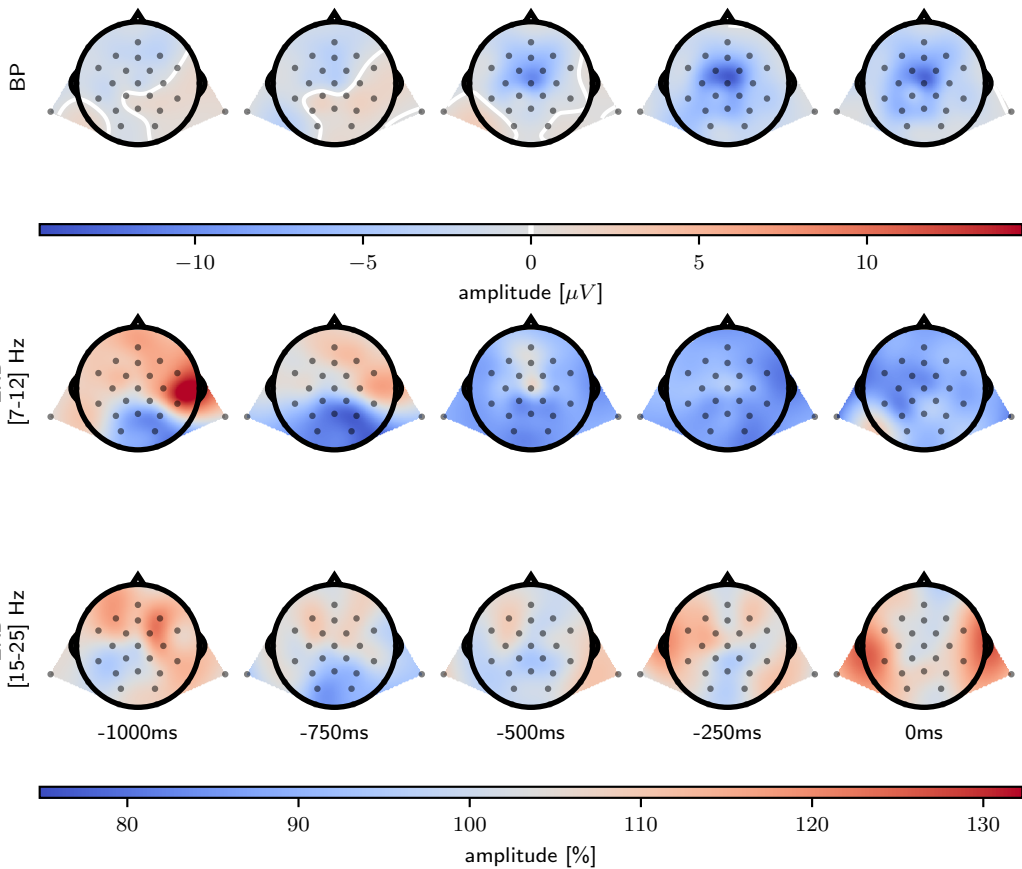 BP
−10 −5 0 5 10
amplitude [μV]
[7-12] Hz
[15-25] Hz
-1000ms -750ms -500ms -250ms 0ms
80 90 100 110 120 130
amplitude [%]